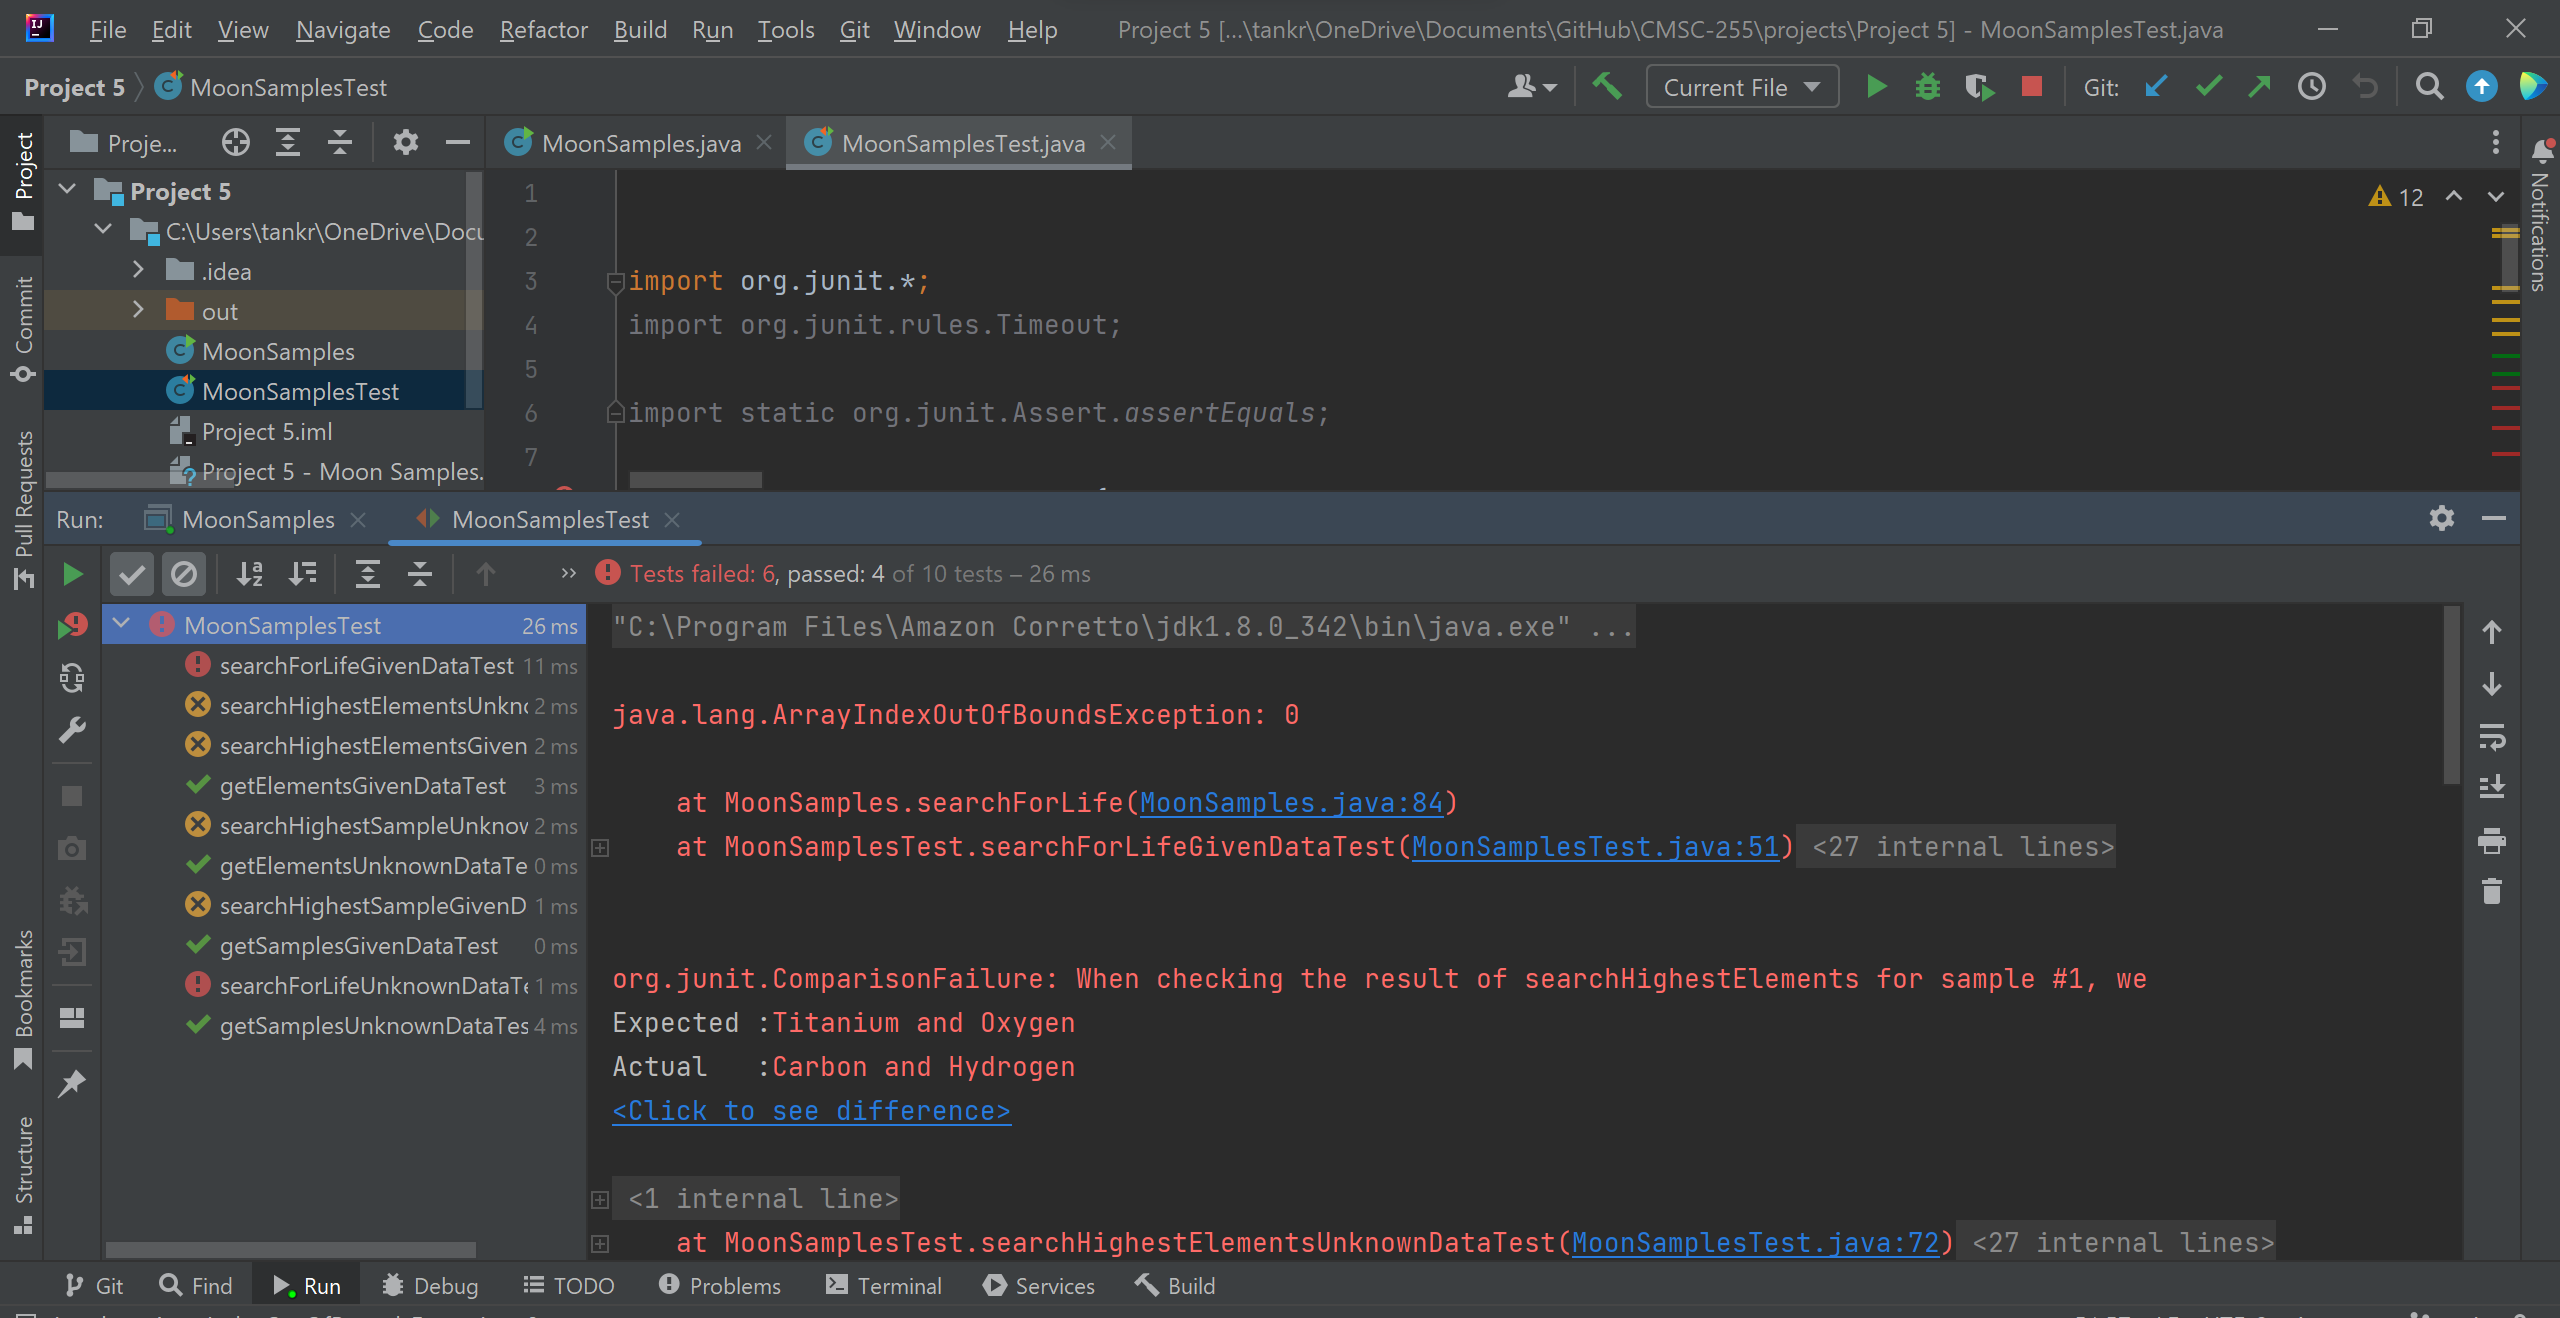 File Edit View Navigate Code Refactor Build Run Tools Git Window Help Project 5 [...\tankr\OneDrive\Documents\GitHub\CMSC-255\projects\Project 5] - MoonSamplesTest.java
Project 5 MoonSamplesTest Current File Git:
Proje... MoonSamples.java MoonSamplesTest.java
Project
Commit
Pull Requests
Bookmarks
Structure
Notifications
Project 5
C:\Users\tankr\OneDrive\Docu
.idea
out
MoonSamples
MoonSamplesTest
Project 5.iml
Project 5 - Moon Samples.
12
1
2
3 import org.junit.*;
4 import org.junit.rules.Timeout;
5
6 import static org.junit.Assert.assertEquals;
7
Run: MoonSamples MoonSamplesTest
Tests failed: 6, passed: 4 of 10 tests – 26 ms
MoonSamplesTest 26 ms
searchForLifeGivenDataTest 11 ms
searchHighestElementsUnkno 2 ms
searchHighestElementsGiven 2 ms
getElementsGivenDataTest 3 ms
searchHighestSampleUnknow 2 ms
getElementsUnknownDataTe 0 ms
searchHighestSampleGivenD 1 ms
getSamplesGivenDataTest 0 ms
searchForLifeUnknownDataTe 1 ms
getSamplesUnknownDataTes 4 ms
"C:\Program Files\Amazon Corretto\jdk1.8.0_342\bin\java.exe" ...
java.lang.ArrayIndexOutOfBoundsException: 0
at MoonSamples.searchForLife(MoonSamples.java:84)
at MoonSamplesTest.searchForLifeGivenDataTest(MoonSamplesTest.java:51) <27 internal lines>
org.junit.ComparisonFailure: When checking the result of searchHighestElements for sample #1, we
Expected :Titanium and Oxygen
Actual   :Carbon and Hydrogen
<Click to see difference>
<1 internal line>
at MoonSamplesTest.searchHighestElementsUnknownDataTest(MoonSamplesTest.java:72) <27 internal lines>
Git Find Run Debug TODO Problems Terminal Services Build